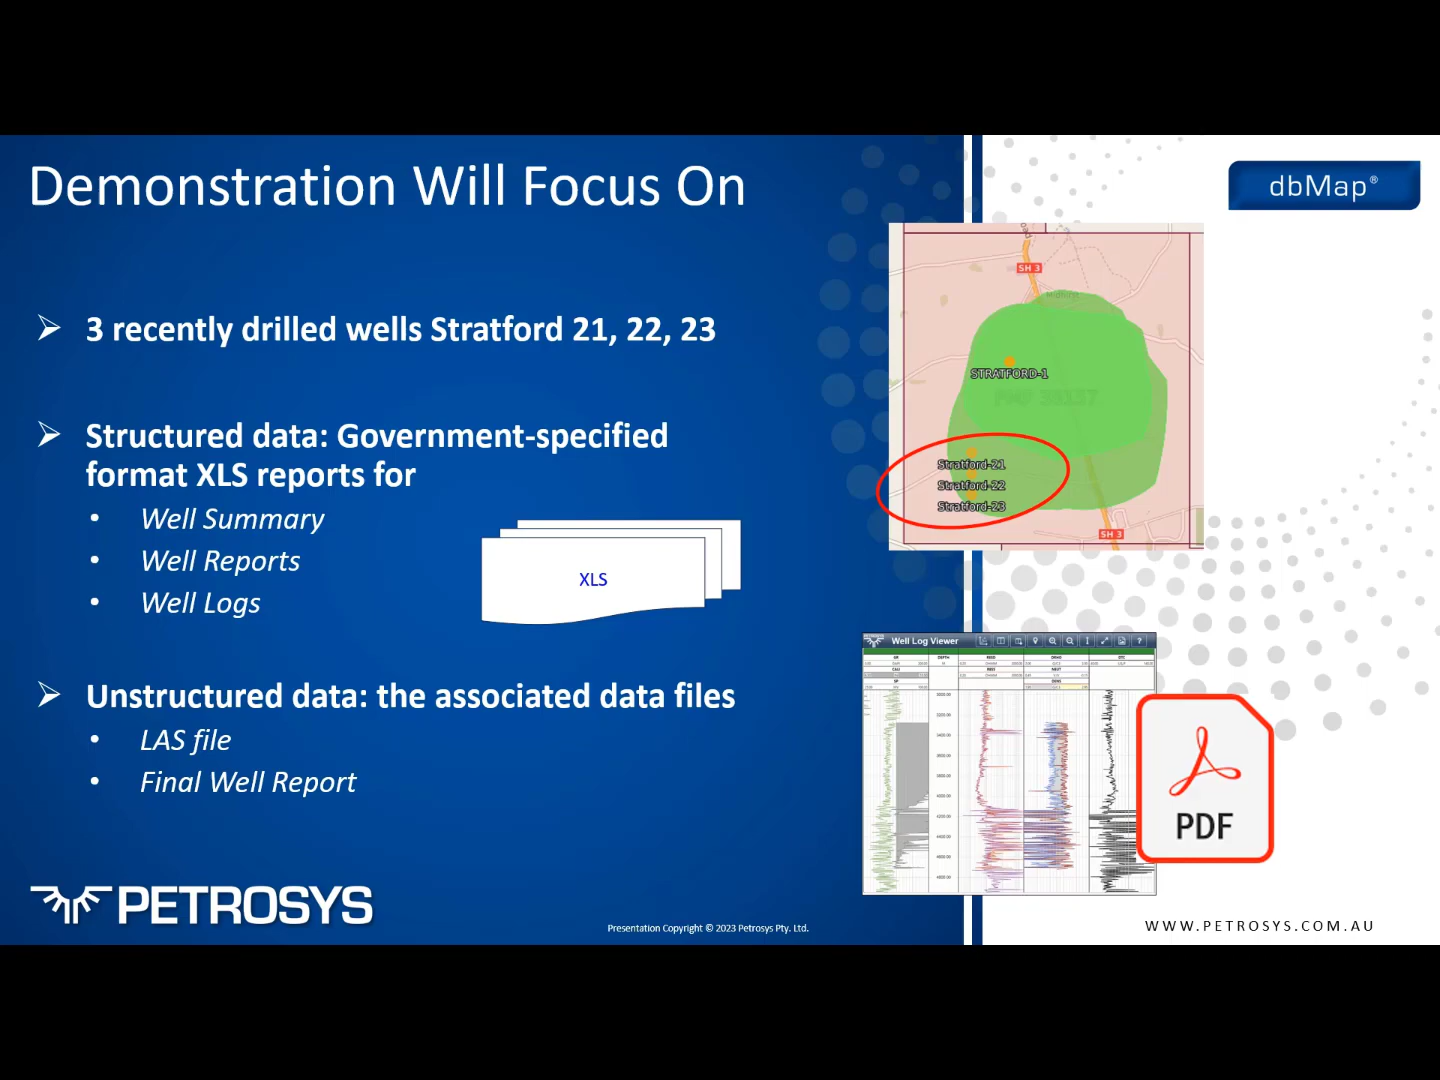 Demonstration Will Focus On
dbMap®
3 recently drilled wells Stratford 21, 22, 23
Structured data: Government-specified
format XLS reports for
Well Summary
Well Reports
Well Logs
XLS
Unstructured data: the associated data files
LAS file
Final Well Report
SH 3
Midhirst
STRATFORD-1
Stratford-21
Stratford-22
Stratford-23
SH 3
Well Log Viewer
PDF
PETROSYS
Presentation Copyright © 2023 Petrosys Pty. Ltd.
WWW.PETROSYS.COM.AU